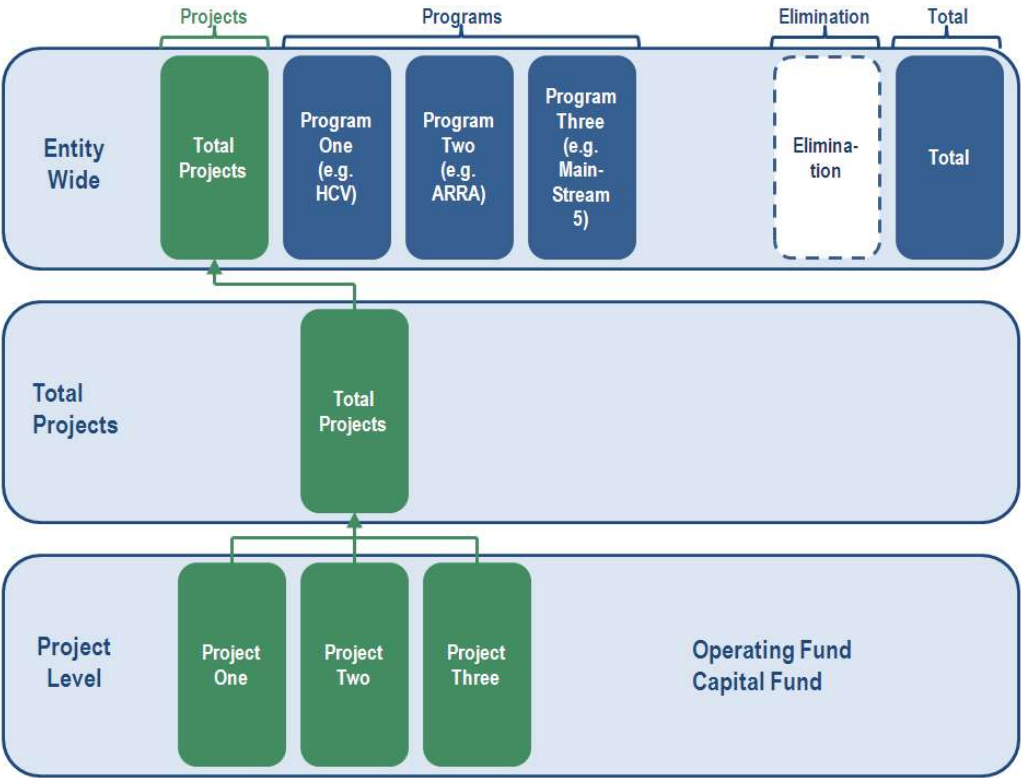 Projects
Programs
Elimination
Total
Entity
Wide
Total
Projects
Program
One
(e.g.
HCV)
Program
Two
(e.g.
ARRA)
Program
Three
(e.g.
Main-
Stream
5)
Elimina-
tion
Total
Total
Projects
Total
Projects
Project
Level
Project
One
Project
Two
Project
Three
Operating Fund
Capital Fund